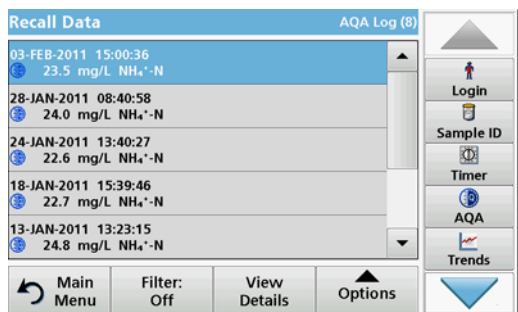 Recall Data AQA Log (8)
03-FEB-2011 15:00:36
23.5 mg/L NH₄⁺-N
28-JAN-2011 08:40:58
24.0 mg/L NH₄⁺-N
24-JAN-2011 13:40:27
22.6 mg/L NH₄⁺-N
18-JAN-2011 15:39:46
22.7 mg/L NH₄⁺-N
13-JAN-2011 13:23:15
24.8 mg/L NH₄⁺-N
Main
Menu
Filter:
Off
View
Details
Options
Login
Sample ID
Timer
AQA
Trends